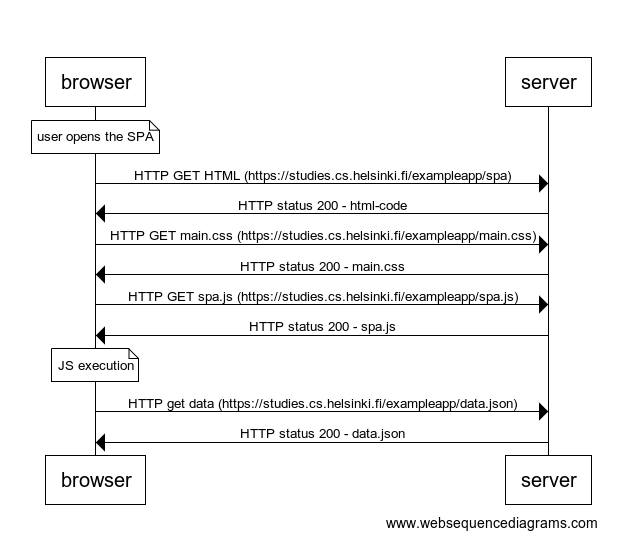 browser
server
user opens the SPA
HTTP GET HTML (https://studies.cs.helsinki.fi/exampleapp/spa)
HTTP status 200 - html-code
HTTP GET main.css (https://studies.cs.helsinki.fi/exampleapp/main.css)
HTTP status 200 - main.css
HTTP GET spa.js (https://studies.cs.helsinki.fi/exampleapp/spa.js)
HTTP status 200 - spa.js
JS execution
HTTP get data (https://studies.cs.helsinki.fi/exampleapp/data.json)
HTTP status 200 - data.json
browser
server
www.websequencediagrams.com